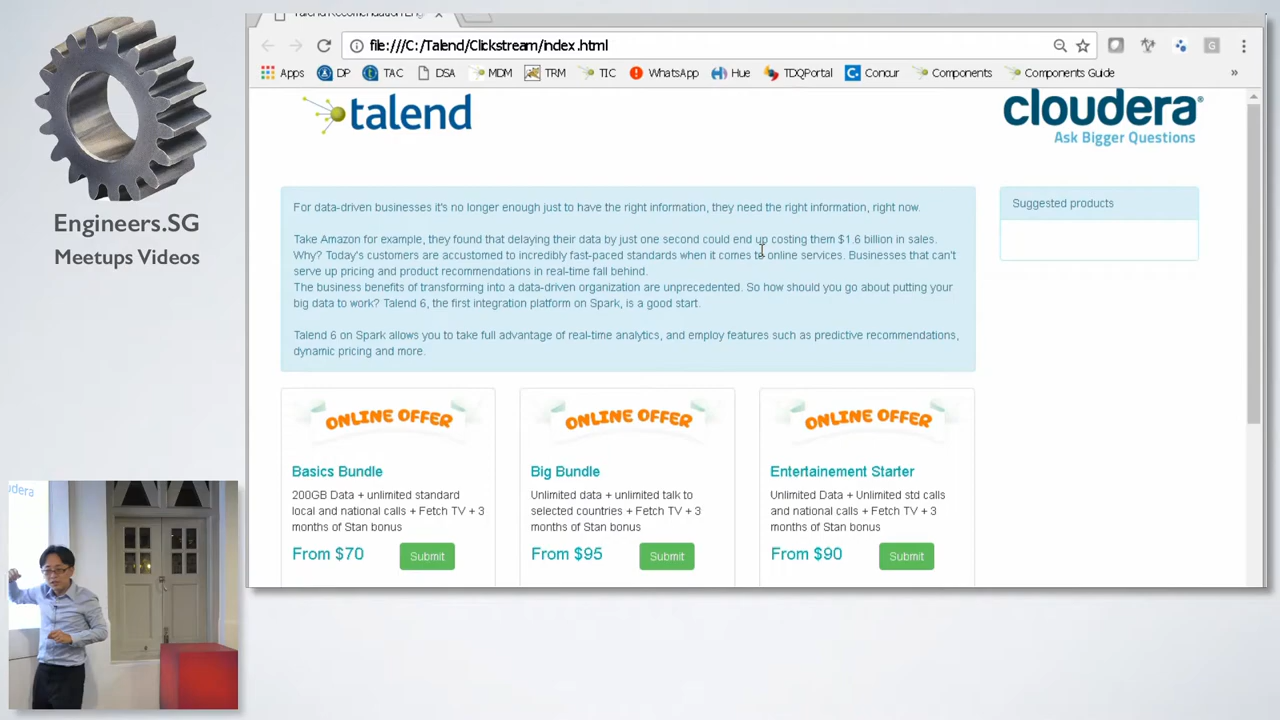 Engineers.SG
Meetups Videos
file:///C:/Talend/Clickstream/index.html
Apps DP TAC DSA MDM TRM TIC WhatsApp Hue TDQPortal Concur Components Components Guide »
talend
cloudera
Ask Bigger Questions
For data-driven businesses it's no longer enough just to have the right information, they need the right information, right now.
Take Amazon for example, they found that delaying their data by just one second could end up costing them $1.6 billion in sales.
Why? Today's customers are accustomed to incredibly fast-paced standards when it comes to online services. Businesses that can't
serve up pricing and product recommendations in real-time fall behind.
The business benefits of transforming into a data-driven organization are unprecedented. So how should you go about putting your
big data to work? Talend 6, the first integration platform on Spark, is a good start.
Talend 6 on Spark allows you to take full advantage of real-time analytics, and employ features such as predictive recommendations,
dynamic pricing and more.
Suggested products
ONLINE OFFER
Basics Bundle
200GB Data + unlimited standard
local and national calls + Fetch TV + 3
months of Stan bonus
From $70 Submit
ONLINE OFFER
Big Bundle
Unlimited data + unlimited talk to
selected countries + Fetch TV + 3
months of Stan bonus
From $95 Submit
ONLINE OFFER
Entertainement Starter
Unlimited Data + Unlimited std calls
and national calls + Fetch TV + 3
months of Stan bonus
From $90 Submit
udera